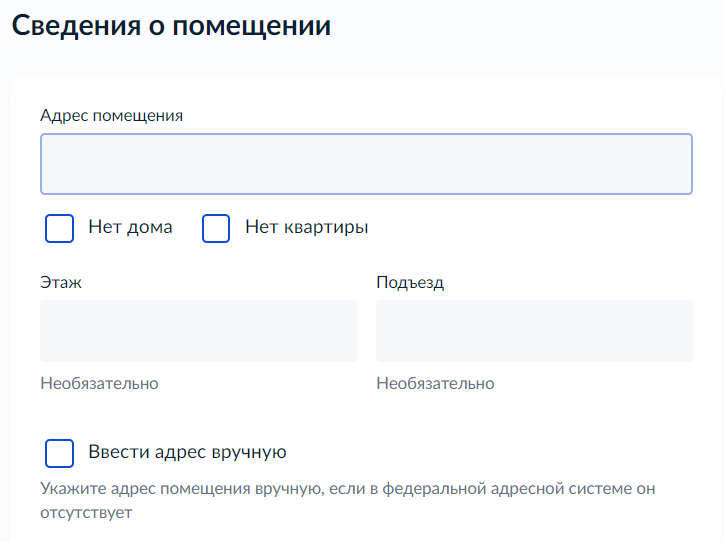 Сведения о помещении
Адрес помещения
Нет дома Нет квартиры
Этаж Подъезд
Необязательно Необязательно
Ввести адрес вручную
Укажите адрес помещения вручную, если в федеральной адресной системе он
отсутствует